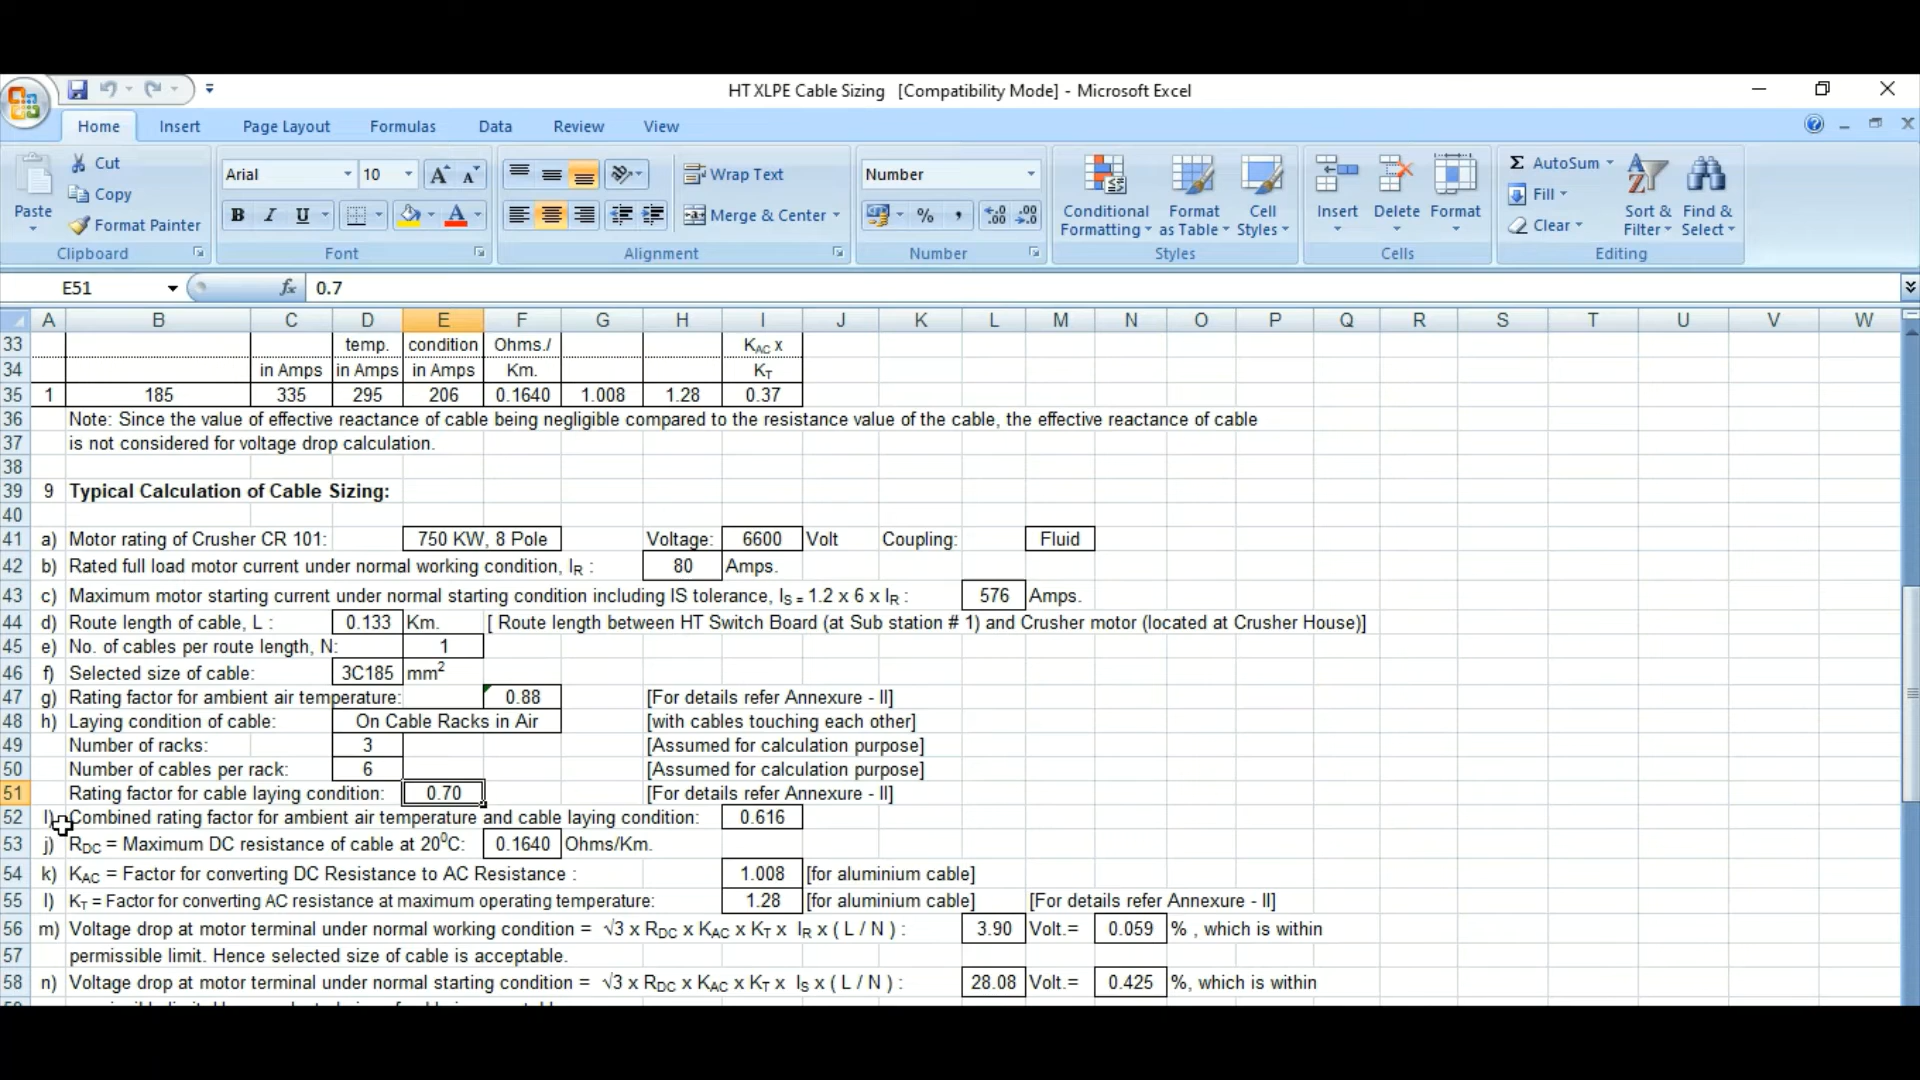 HT XLPE Cable Sizing [Compatibility Mode] - Microsoft Excel
Home Insert Page Layout Formulas Data Review View
Paste Cut Copy Format Painter
Arial 10
B I U
A A A
Wrap Text
Merge & Center
Number
% ,
Conditional Formatting
Format as Table
Cell Styles
Insert Delete Format
Σ AutoSum
Fill
Clear
Sort & Filter
Find & Select
Clipboard Font Alignment Number Styles Cells Editing
E51 fx 0.7
A B C D E F G H I J K L M N O P Q R S T U V W
33 temp. condition Ohms./ KAC x
34 in Amps in Amps in Amps Km. KT
35 1 185 335 295 206 0.1640 1.008 1.28 0.37
36 Note: Since the value of effective reactance of cable being negligible compared to the resistance value of the cable, the effective reactance of cable
37 is not considered for voltage drop calculation.
38
39 9 Typical Calculation of Cable Sizing:
40
41 a) Motor rating of Crusher CR 101: 750 KW, 8 Pole Voltage: 6600 Volt Coupling: Fluid
42 b) Rated full load motor current under normal working condition, IR : 80 Amps.
43 c) Maximum motor starting current under normal starting condition including IS tolerance, IS = 1.2 x 6 x IR : 576 Amps.
44 d) Route length of cable, L : 0.133 Km. [ Route length between HT Switch Board (at Sub station # 1) and Crusher motor (located at Crusher House)]
45 e) No. of cables per route length, N: 1
46 f) Selected size of cable: 3C185 mm2
47 g) Rating factor for ambient air temperature: 0.88 [For details refer Annexure - II]
48 h) Laying condition of cable: On Cable Racks in Air [with cables touching each other]
49 Number of racks: 3 [Assumed for calculation purpose]
50 Number of cables per rack: 6 [Assumed for calculation purpose]
51 Rating factor for cable laying condition: 0.70 [For details refer Annexure - II]
52 I) Combined rating factor for ambient air temperature and cable laying condition: 0.616
53 j) RDC = Maximum DC resistance of cable at 20⁰C: 0.1640 Ohms/Km.
54 k) KAC = Factor for converting DC Resistance to AC Resistance : 1.008 [for aluminium cable]
55 l) KT = Factor for converting AC resistance at maximum operating temperature: 1.28 [for aluminium cable] [For details refer Annexure - II]
56 m) Voltage drop at motor terminal under normal working condition = √3 x RDC x KAC x KT x IR x ( L / N ) : 3.90 Volt.= 0.059 % , which is within
57 permissible limit. Hence selected size of cable is acceptable.
58 n) Voltage drop at motor terminal under normal starting condition = √3 x RDC x KAC x KT x IS x ( L / N ) : 28.08 Volt.= 0.425 %, which is within